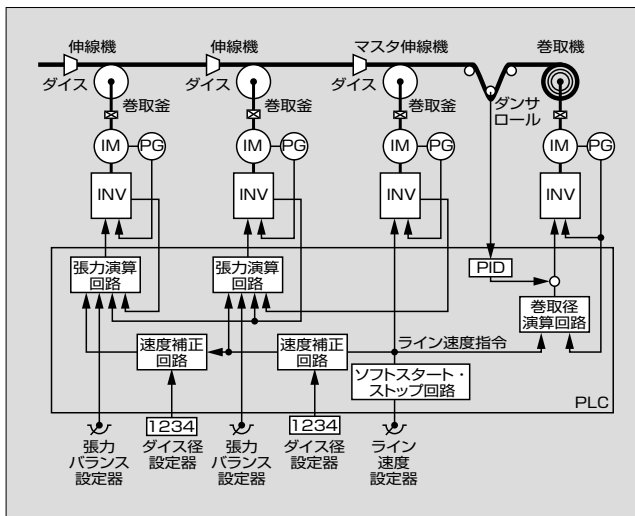 伸線機
伸線機
マスタ伸線機
巻取機
ダイス
ダイス
ダイス
巻取釜
巻取釜
巻取釜
ダンサ
ロール
IM
PG
IM
PG
IM
PG
IM
PG
INV
INV
INV
INV
張力演算
回路
張力演算
回路
PID
巻取径
演算回路
速度補正
回路
速度補正
回路
ライン速度指令
ソフトスタート・
ストップ回路
PLC
1234
1234
張力
バランス
設定器
ダイス径
設定器
張力
バランス
設定器
ダイス径
設定器
ライン
速度
設定器